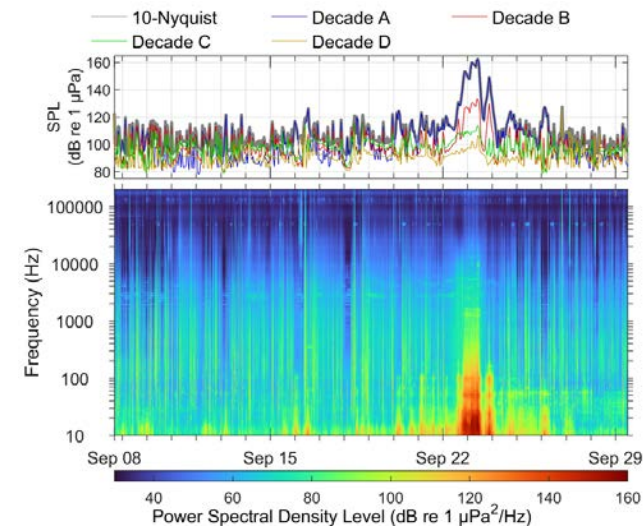 10-Nyquist Decade A Decade B
Decade C Decade D
160
140
120
100
80
SPL
(dB re 1 µPa)
100000
10000
1000
100
10
Frequency (Hz)
Sep 08 Sep 15 Sep 22 Sep 29
40 60 80 100 120 140 160
Power Spectral Density Level (dB re 1 µPa²/Hz)